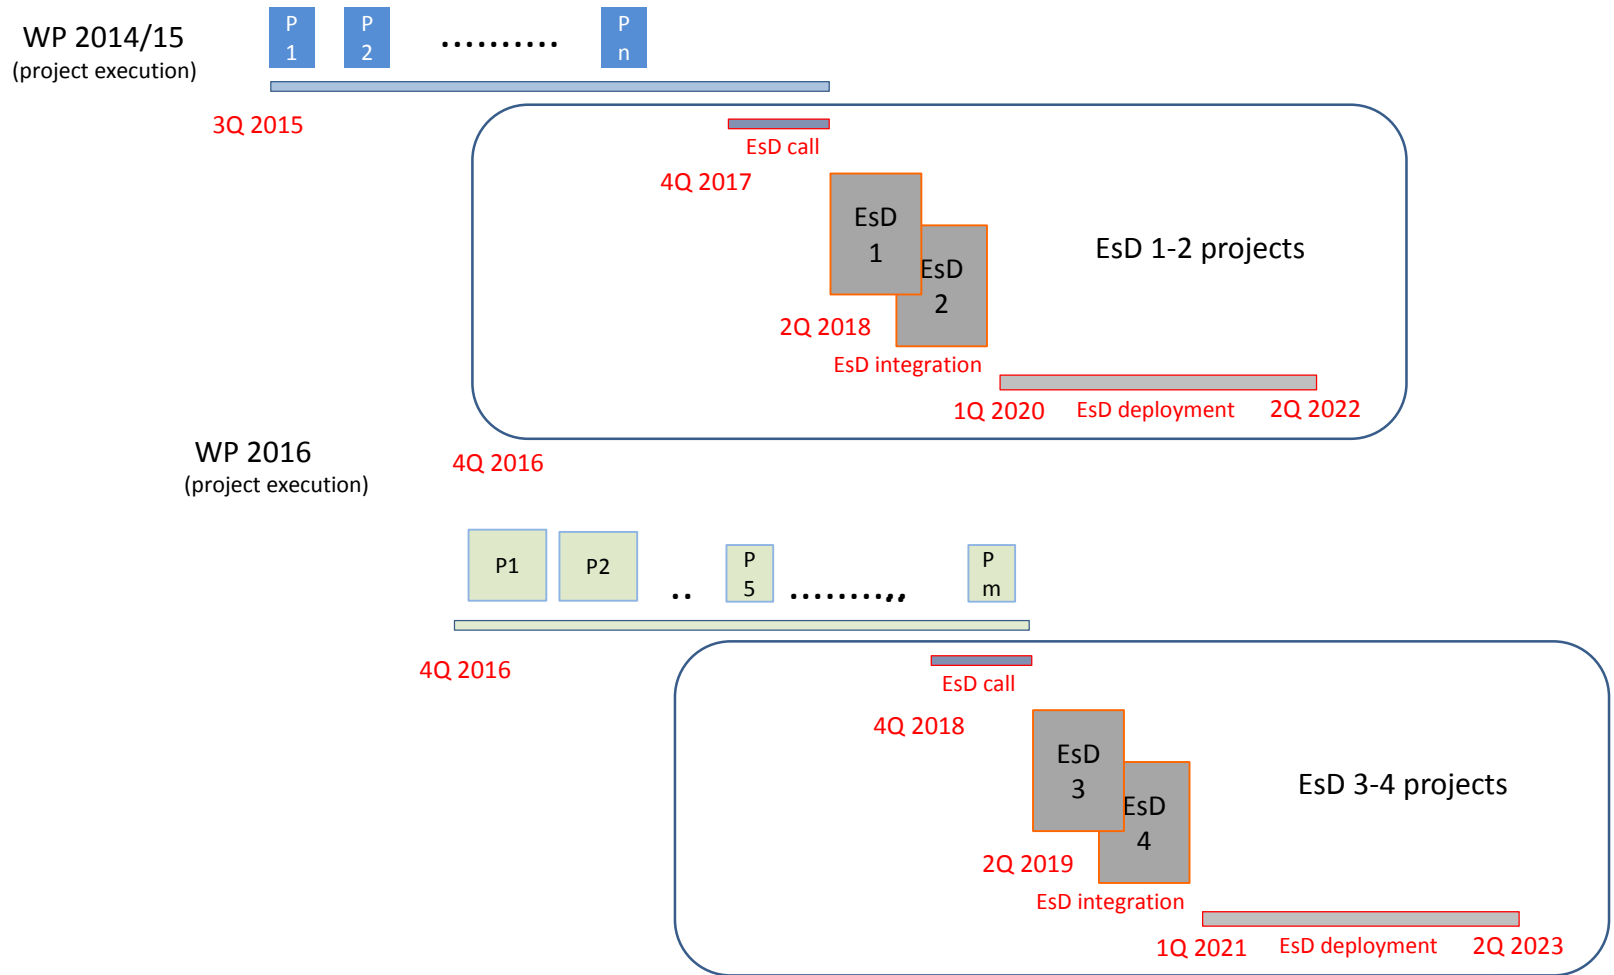 WP 2014/15
(project execution)
P
1
P
2
..........
P
n
3Q 2015
EsD call
4Q 2017
EsD
1
EsD
2
EsD 1-2 projects
2Q 2018
EsD integration
1Q 2020
EsD deployment
2Q 2022
WP 2016
(project execution)
4Q 2016
P1
P2
..
P
5
..........,,
P
m
4Q 2016
EsD call
4Q 2018
EsD
3
EsD
4
EsD 3-4 projects
2Q 2019
EsD integration
1Q 2021
EsD deployment
2Q 2023